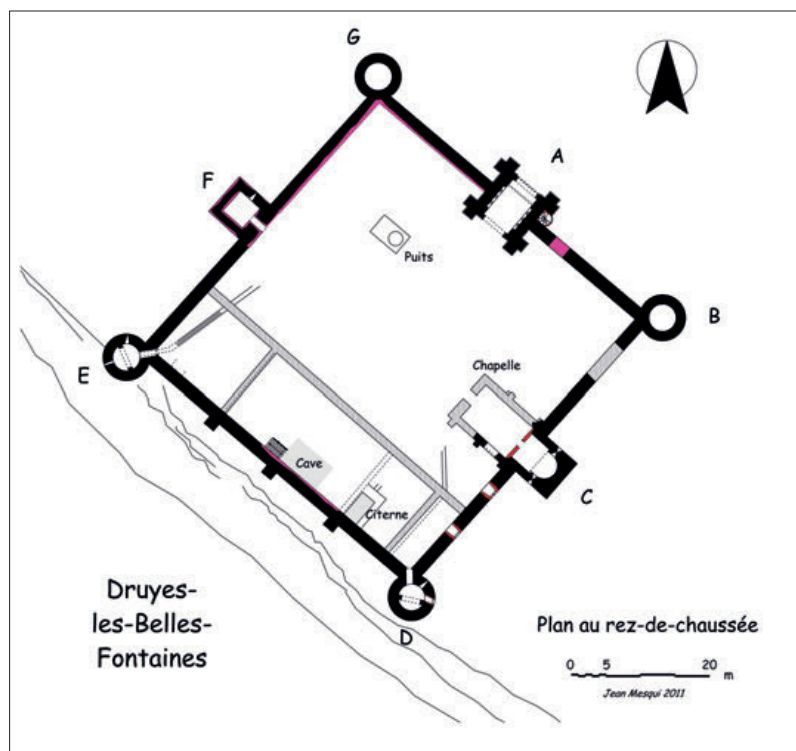 G
A
F
Puits
B
E
Chapelle
Cave
C
Citerne
Druyes-
les-Belles-
Fontaines
D
Plan au rez-de-chaussée
0 5 20 m
Jean Mesqui 2011